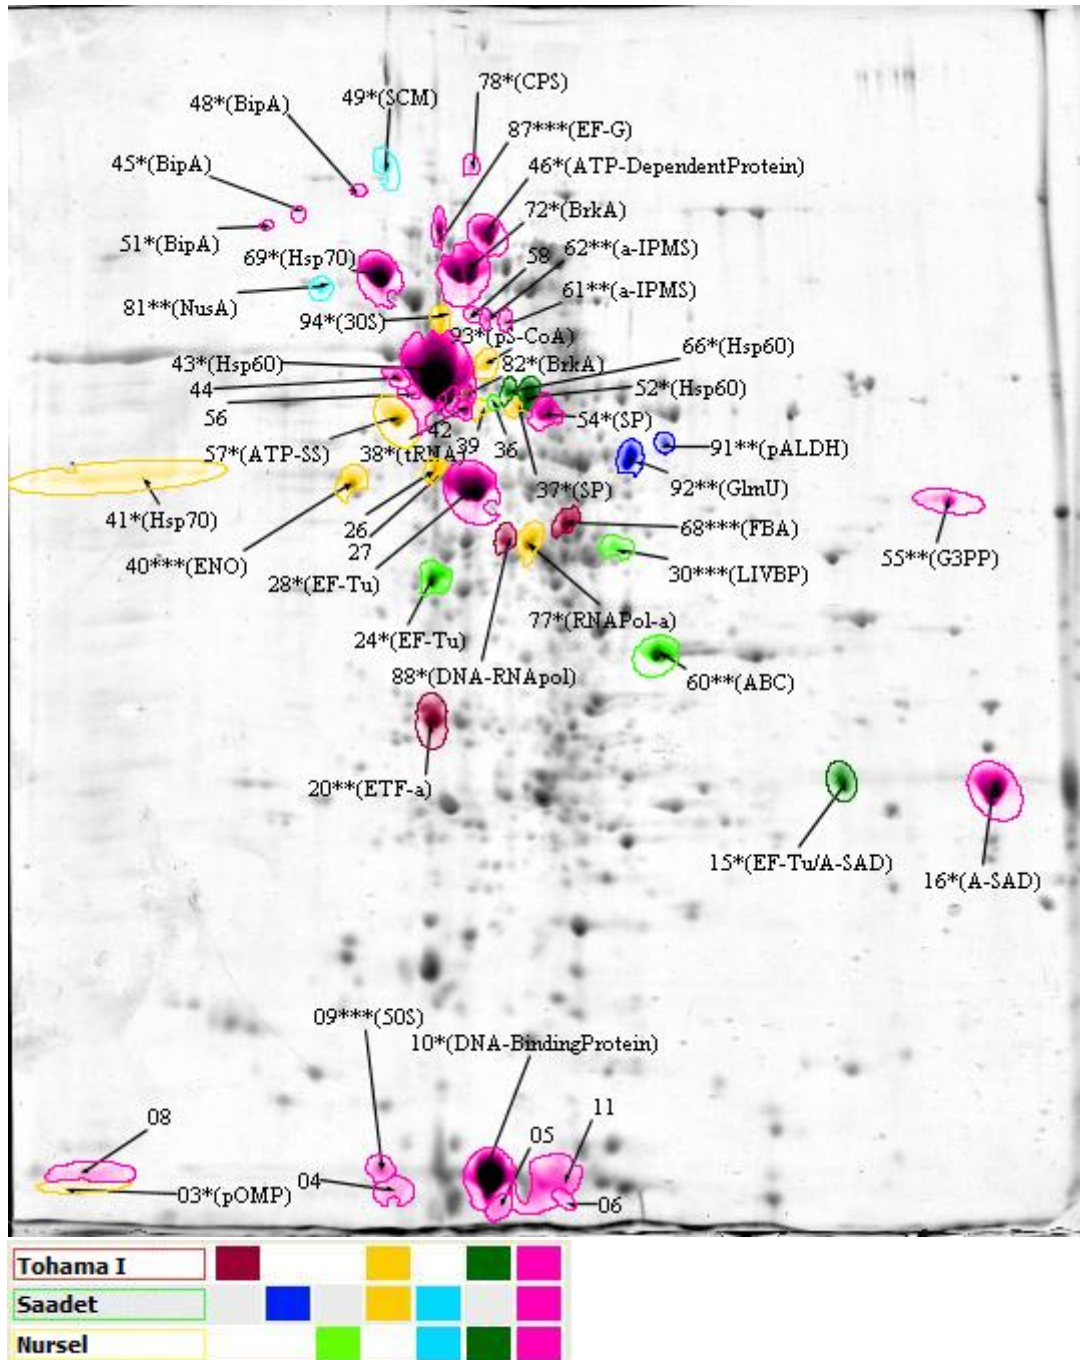 78*(CPS)
49*(SCM)
48*(BipA)
87***(EF-G)
45*(BipA)
46*(ATP-DependentProtein)
72*(BrkA)
51*(BipA)
62**(a-IPMS)
58
69*(Hsp70)
61**(a-IPMS)
81**(NusA)
94*(30S)
93*(pS-CoA)
66*(Hsp60)
43*(Hsp60)
82*(BrkA)
44
52*(Hsp60)
56
54*(SP)
42
39
36
57*(ATP-SS)
38*(tRNA)
91**(pALDH)
37*(SP)
92**(GlmU)
41*(Hsp70)
26
68***(FBA)
27
55**(G3PP)
40***(ENO)
28*(EF-Tu)
30***(LIVBP)
77*(RNAPol-a)
24*(EF-Tu)
88*(DNA-RNApol)
60**(ABC)
20**(ETF-a)
15*(EF-Tu/A-SAD)
16*(A-SAD)
09***(50S)
10*(DNA-BindingProtein)
08
11
05
04
03*(pOMP)
06
Tohama I
Saadet
Nursel